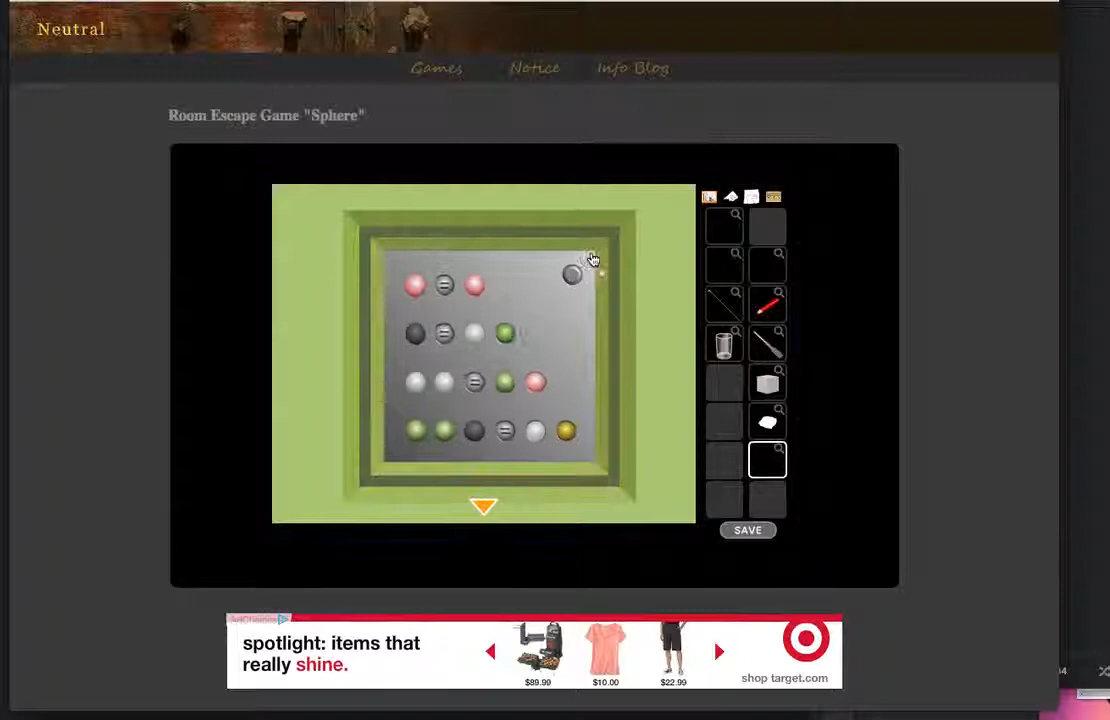 Neutral
Games Notice Info Blog
Room Escape Game "Sphere"
SAVE
AdChoices
spotlight: items that
really shine.
$89.99 $10.00 $22.99
shop target.com